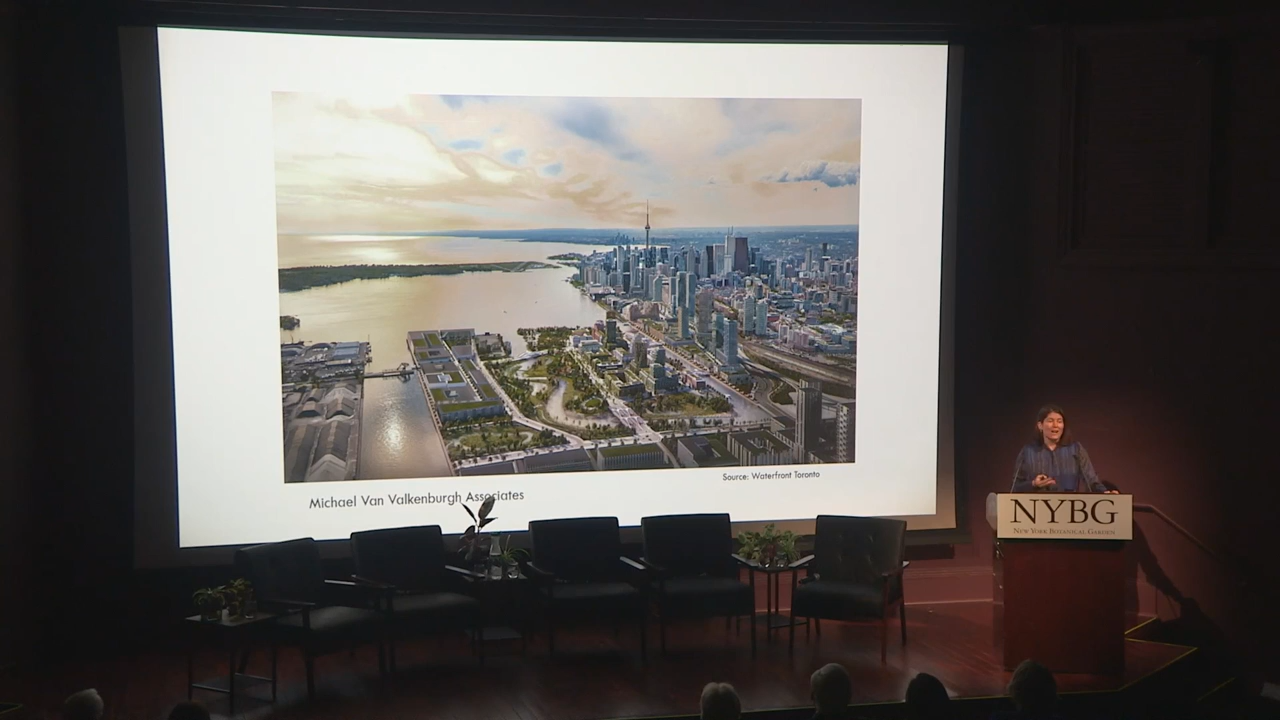 Source: Waterfront Toronto
Michael Van Valkenburgh Associates
NYBG
New York Botanical Garden